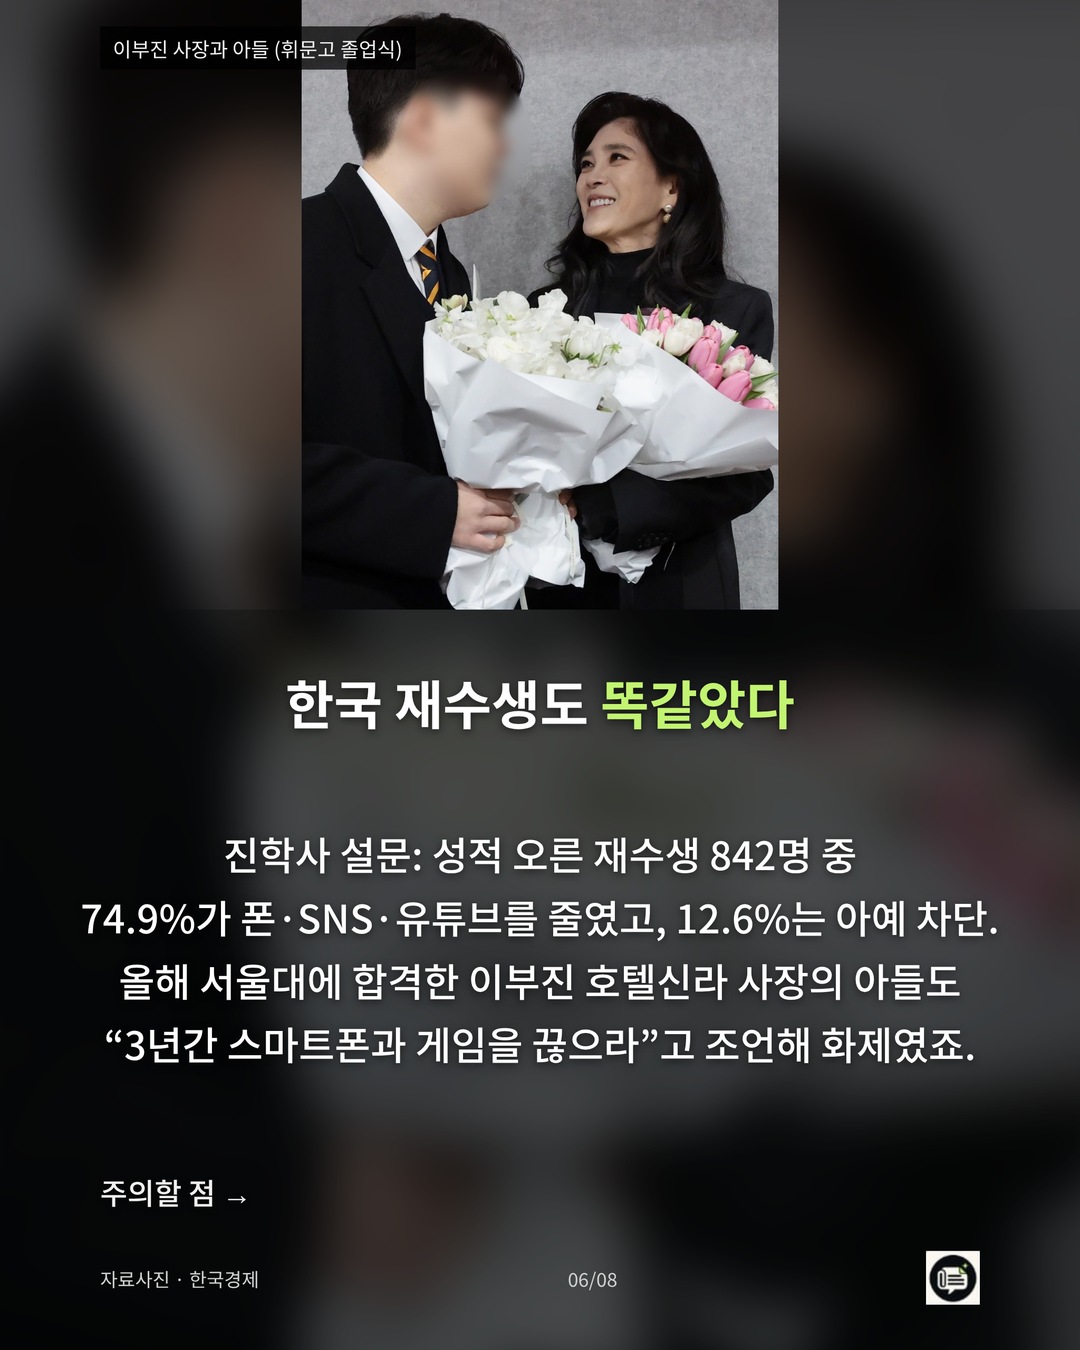 이부진 사장과 아들 (휘문고 졸업식)
한국 재수생도 똑같았다
진학사 설문: 성적 오른 재수생 842명 중
74.9%가 폰·SNS·유튜브를 줄였고, 12.6%는 아예 차단.
올해 서울대에 합격한 이부진 호텔신라 사장의 아들도
“3년간 스마트폰과 게임을 끊으라”고 조언해 화제였죠.
주의할 점 →
자료사진 · 한국경제
06/08